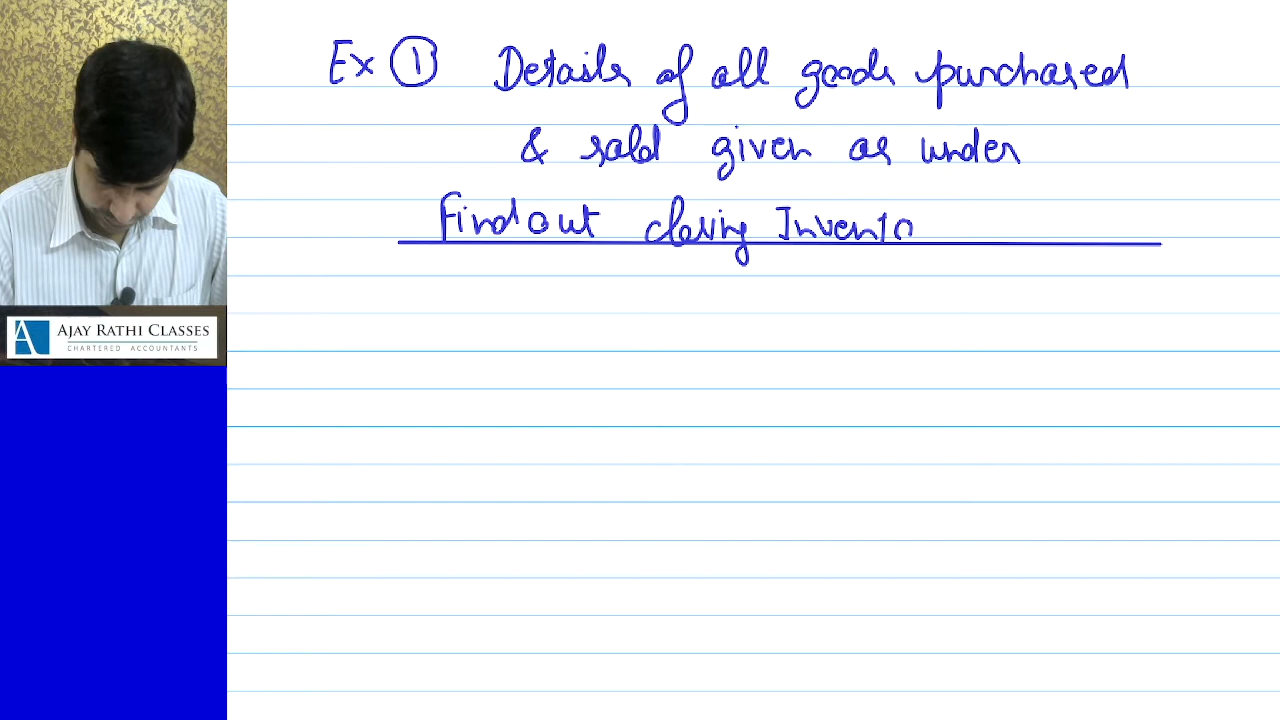 Ex ① Details of all goods purchased
& sold given as under
Find out closing Invento
AJAY RATHI CLASSES
CHARTERED ACCOUNTANTS